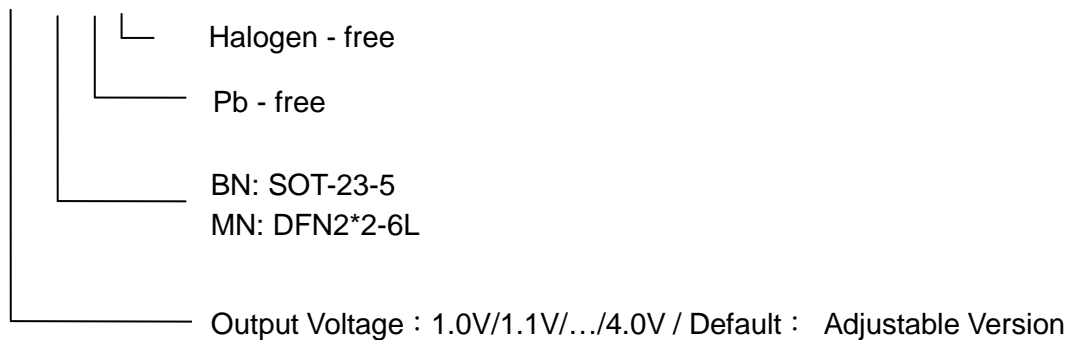 Halogen - free
Pb - free
BN: SOT-23-5
MN: DFN2*2-6L
Output Voltage：1.0V/1.1V/…/4.0V / Default： Adjustable Version